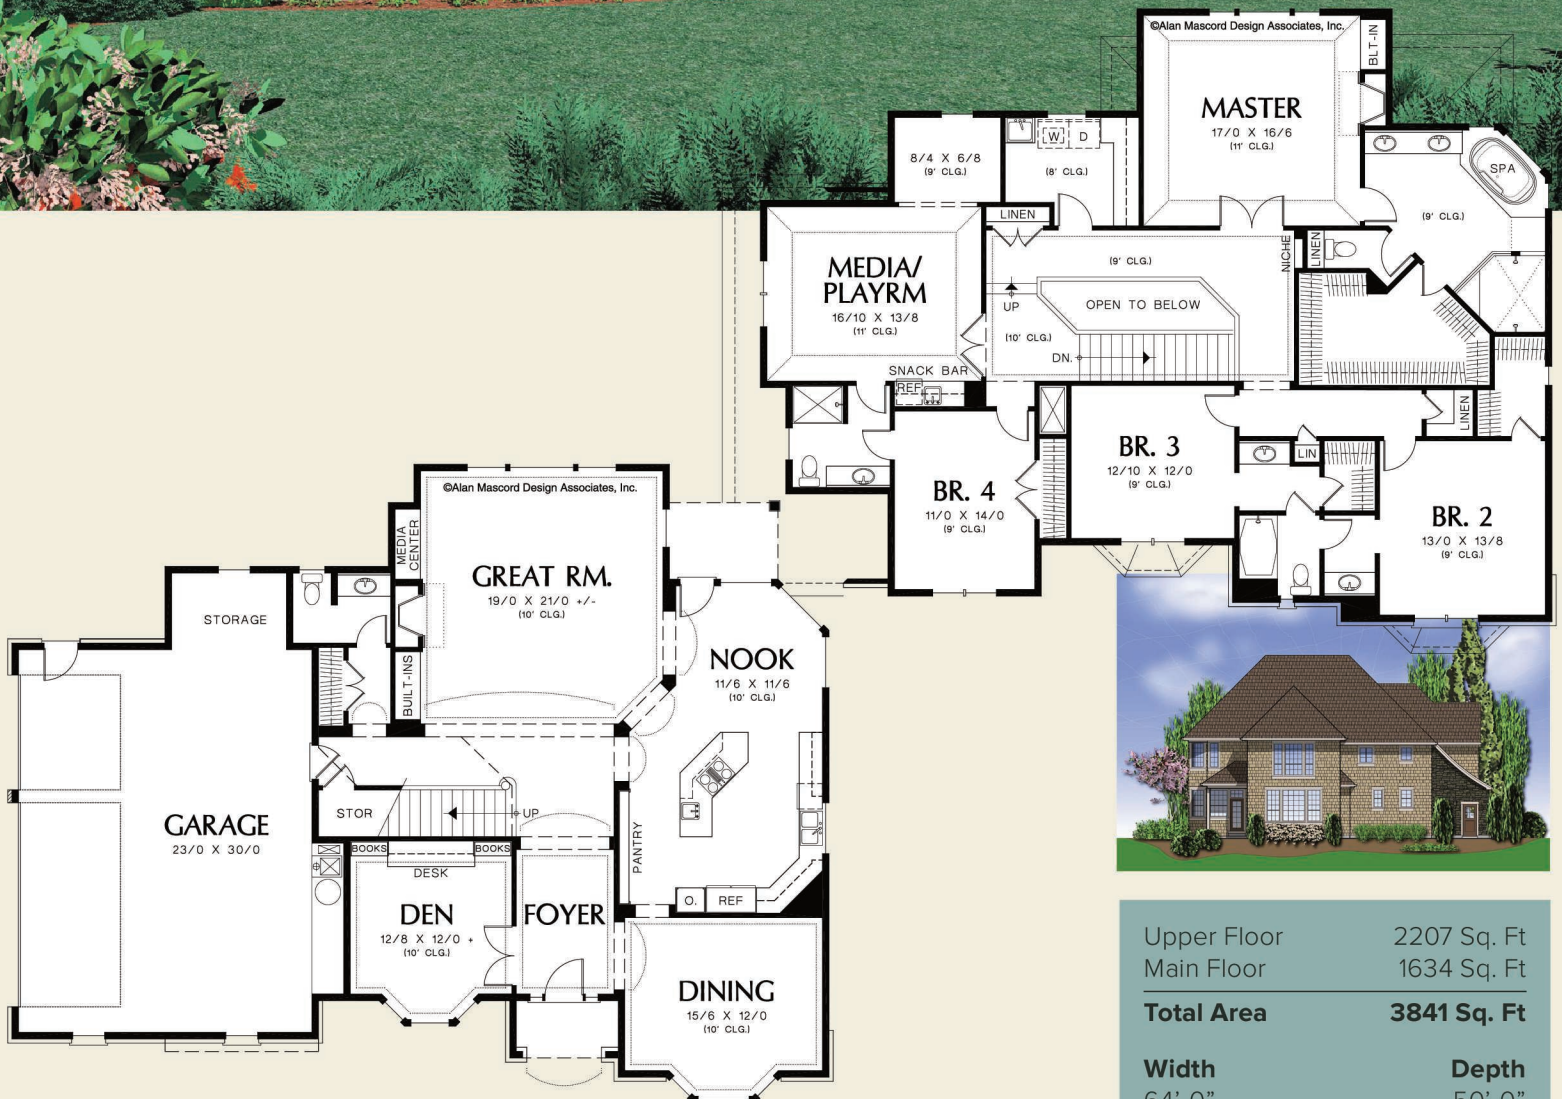 ©Alan Mascord Design Associates, Inc.
BLT-IN
MASTER
17/0 X 16/6
(11' CLG.)
W D
8/4 X 6/8
(9' CLG.)
(8' CLG.)
SPA
LINEN
(9' CLG.)
MEDIA/
PLAYRM
16/10 X 13/8
(11' CLG.)
(9' CLG.)
NICHE
LINEN
UP
OPEN TO BELOW
(10' CLG.)
DN.
SNACK BAR
REF
LINEN
BR. 3
12/10 X 12/0
(9' CLG.)
LIN
BR. 4
11/0 X 14/0
(9' CLG.)
BR. 2
13/0 X 13/8
(9' CLG.)
©Alan Mascord Design Associates, Inc.
MEDIA
CENTER
GREAT RM.
19/0 X 21/0 +/-
(10' CLG.)
STORAGE
BUILT-INS
NOOK
11/6 X 11/6
(10' CLG.)
STOR
UP
GARAGE
23/0 X 30/0
PANTRY
BOOKS
BOOKS
DESK
O.
REF
DEN
12/8 X 12/0 +
(10' CLG.)
FOYER
DINING
15/6 X 12/0
(10' CLG.)
Upper Floor 2207 Sq. Ft
Main Floor 1634 Sq. Ft
Total Area 3841 Sq. Ft
Width Depth
64'-0" 50'-0"